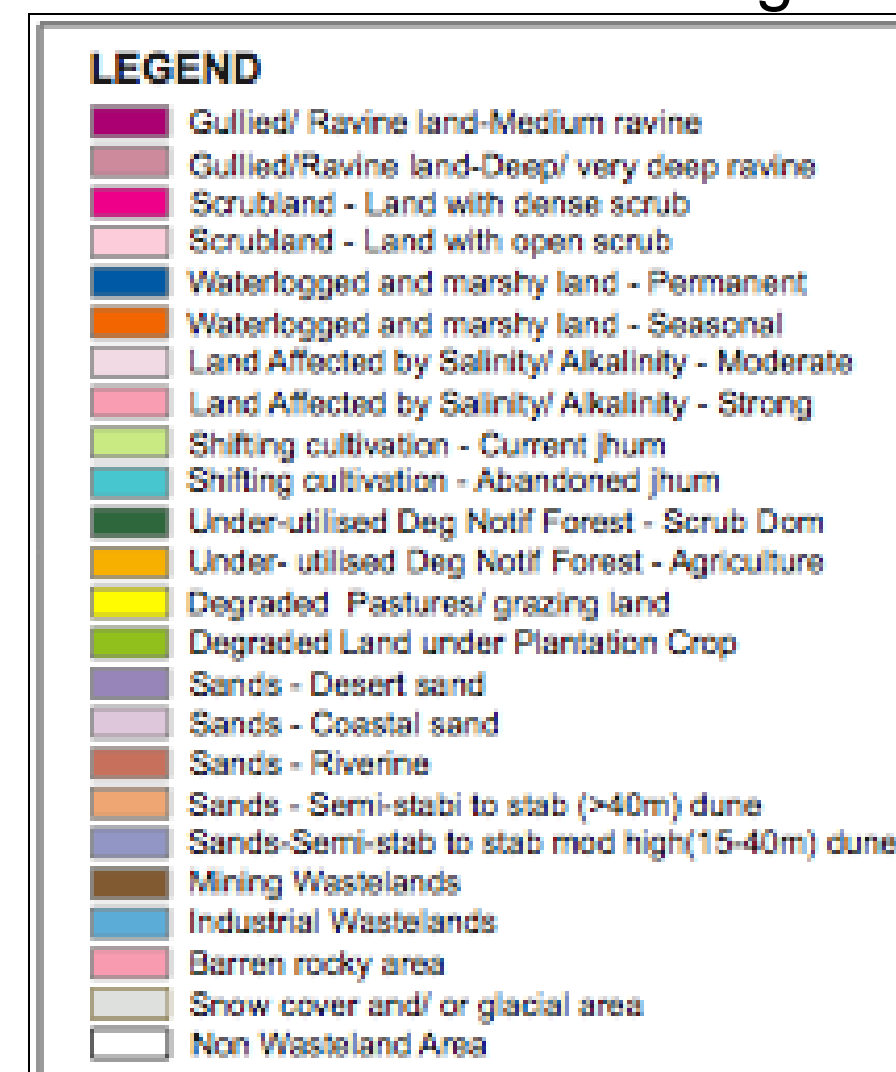 LEGEND
Gullied/ Ravine land-Medium ravine
Gullied/Ravine land-Deep/ very deep ravine
Scrubland - Land with dense scrub
Scrubland - Land with open scrub
Waterlogged and marshy land - Permanent
Waterlogged and marshy land - Seasonal
Land Affected by Salinity/ Alkalinity - Moderate
Land Affected by Salinity/ Alkalinity - Strong
Shifting cultivation - Current jhum
Shifting cultivation - Abandoned jhum
Under-utilised Deg Notif Forest - Scrub Dom
Under- utilised Deg Notif Forest - Agriculture
Degraded Pastures/ grazing land
Degraded Land under Plantation Crop
Sands - Desert sand
Sands - Coastal sand
Sands - Riverine
Sands - Semi-stabi to stab (>40m) dune
Sands-Semi-stab to stab mod high(15-40m) dune
Mining Wastelands
Industrial Wastelands
Barren rocky area
Snow cover and/ or glacial area
Non Wasteland Area